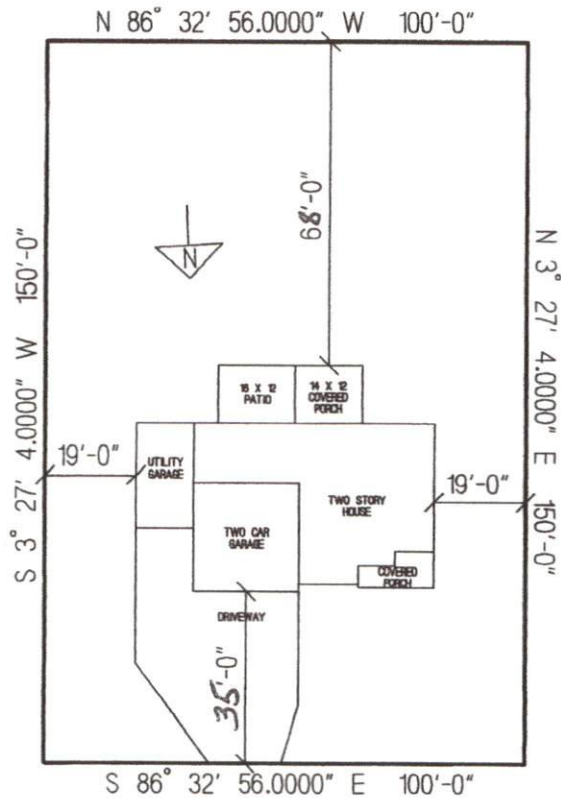 N 86° 32' 56.0000" W 100'-0"
68'-0"
N
S 3° 27' 4.0000" W 150'-0"
N 3° 27' 4.0000" E 150'-0"
16 X 12
PATIO
14 X 12
COVERED
PORCH
19'-0"
UTILITY
GARAGE
TWO STORY
HOUSE
19'-0"
TWO CAR
GARAGE
COVERED
PORCH
DRIVEWAY
35'-0"
S 86° 32' 56.0000" E 100'-0"